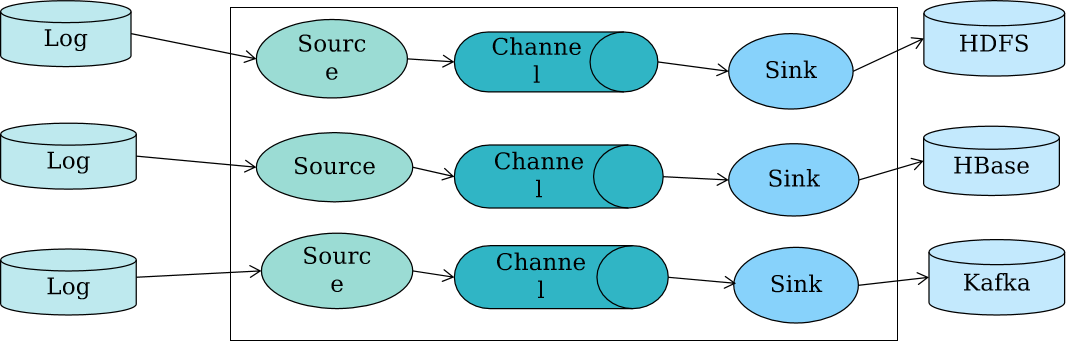 Log
Sourc
e
Channe
l
Sink
HDFS
Log
Source
Channe
l
Sink
HBase
Log
Sourc
e
Channe
l
Sink
Kafka